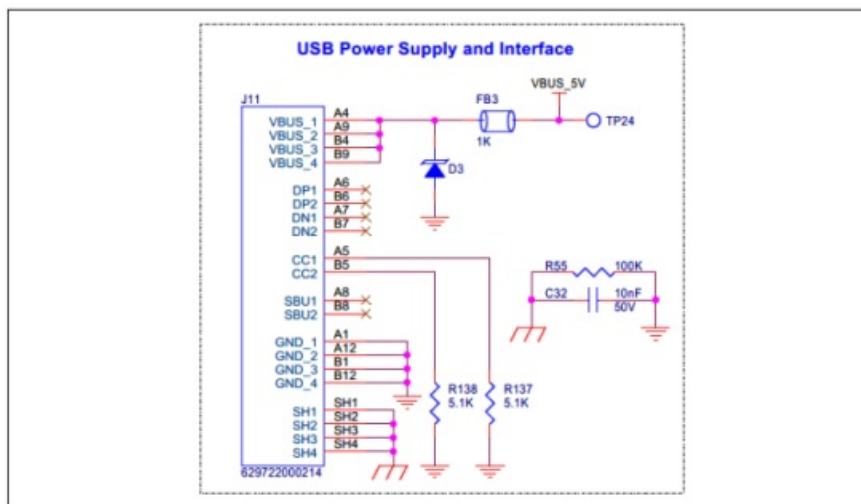 USB Power Supply and Interface
J11
VBUS_1 A4
VBUS_2 A9
VBUS_3 B4
VBUS_4 B9
DP1 A6
DP2 B6
DN1 A7
DN2 B7
CC1 A5
CC2 B5
SBU1 A8
SBU2 B8
GND_1 A1
GND_2 A12
GND_3 B1
GND_4 B12
SH1 SH1
SH2 SH2
SH3 SH3
SH4 SH4
629722000214
FB3
1K
VBUS_5V
TP24
D3
R55 100K
C32 10nF
50V
R138
5.1K
R137
5.1K